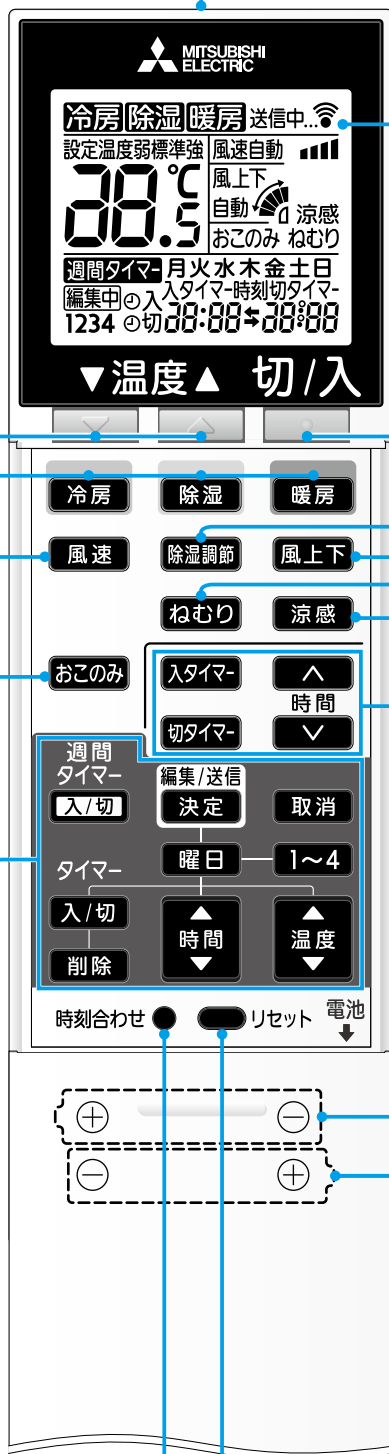 MITSUBISHI
ELECTRIC
冷房 除湿 暖房 送信中...
設定温度弱標準強 風速自動
28.5℃ 風上下
自動 涼感
おこのみ ねむり
週間タイマー 月火水木金土日
編集中 入 入タイマー時刻切タイマー
1234 切 28:88⇆28:88
▼温度▲ 切/入
冷房 除湿 暖房
風速 除湿調節 風上下
ねむり 涼感
おこのみ 入タイマー
時間
切タイマー
週間
タイマー 編集/送信
入/切 決定 取消
曜日 1～4
タイマー
入/切 ▲ ▲
時間 温度
削除 ▼ ▼
時刻合わせ リセット 電池
⊕ ⊖
⊖ ⊕